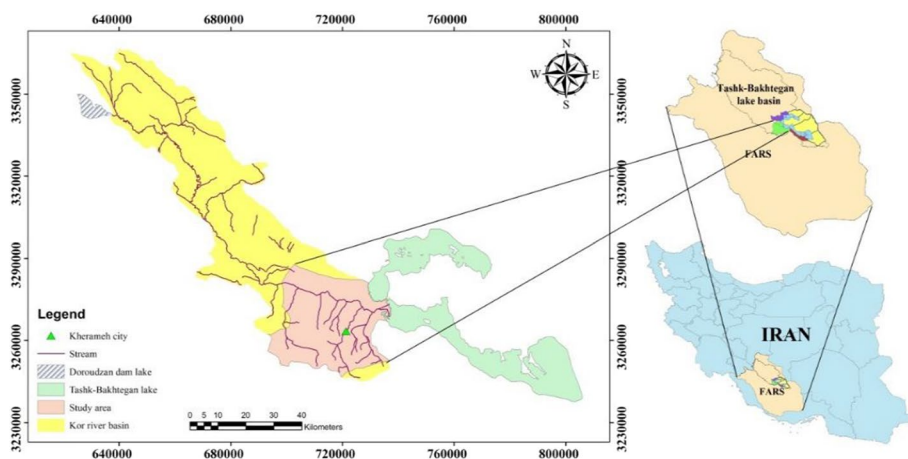 640000 680000 720000 760000 800000
N
W E
S
3350000
3320000
3290000
3260000
3230000
3350000
3320000
3290000
3260000
3230000
Legend
Kherameh city
Stream
Doroudzan dam lake
Tashk-Bakhtegan lake
Study area
Kor river basin
0 5 10 20 30 40
Kilometers
640000 680000 720000 760000 800000
Tashk-Bakhtegan
lake basin
FARS
IRAN
FARS